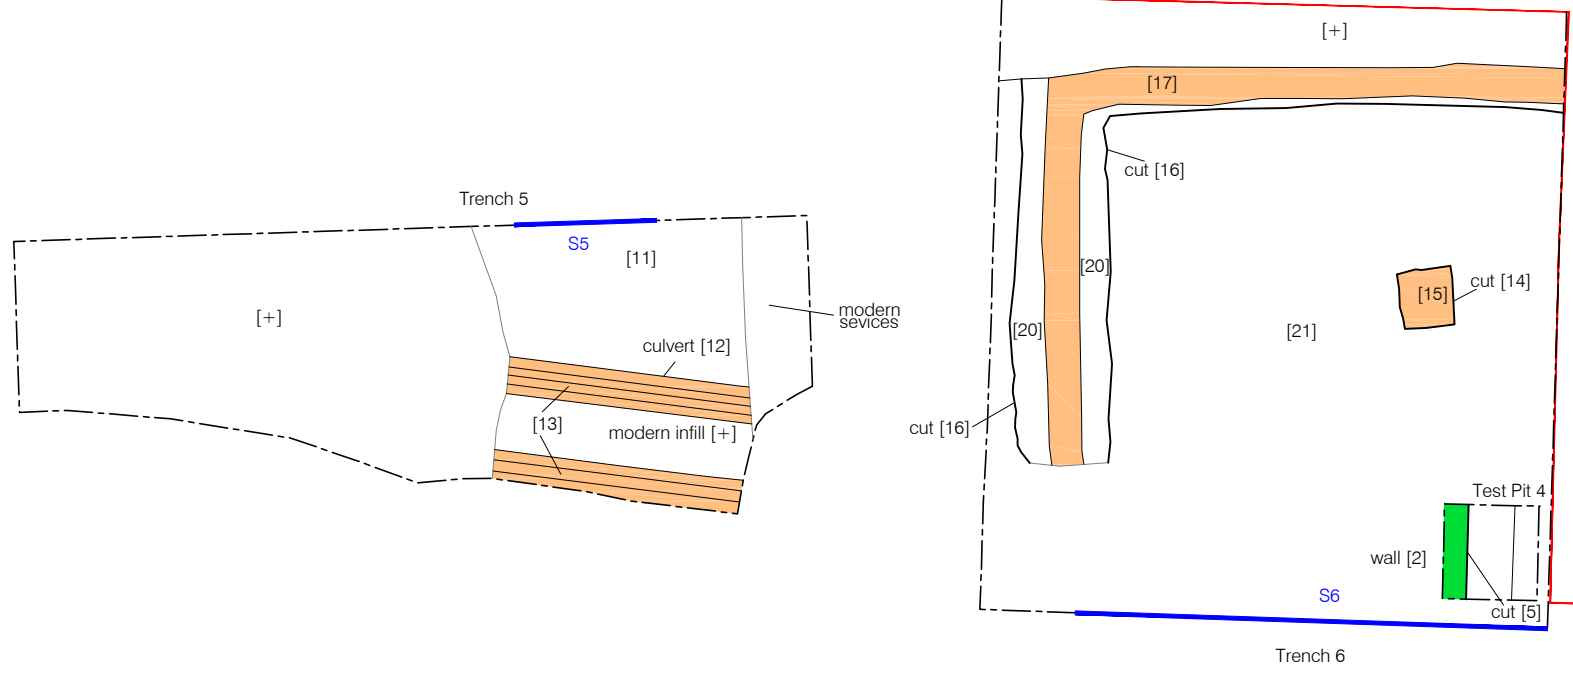 Trench 5
S5
[11]
[+]
modern
sevices
culvert [12]
[13]
modern infill [+]
[+]
[17]
cut [16]
[20]
[20]
cut [14]
[15]
[21]
cut [16]
Test Pit 4
wall [2]
S6
cut [5]
Trench 6